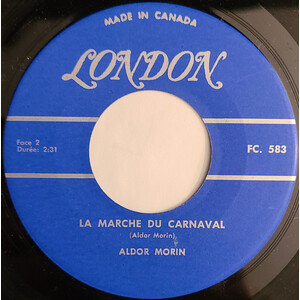 MADE IN CANADA
LONDON
Face 2
Durée: 2:31
FC. 583
LA MARCHE DU CARNAVAL
(Aldor Morin)
ALDOR MORIN